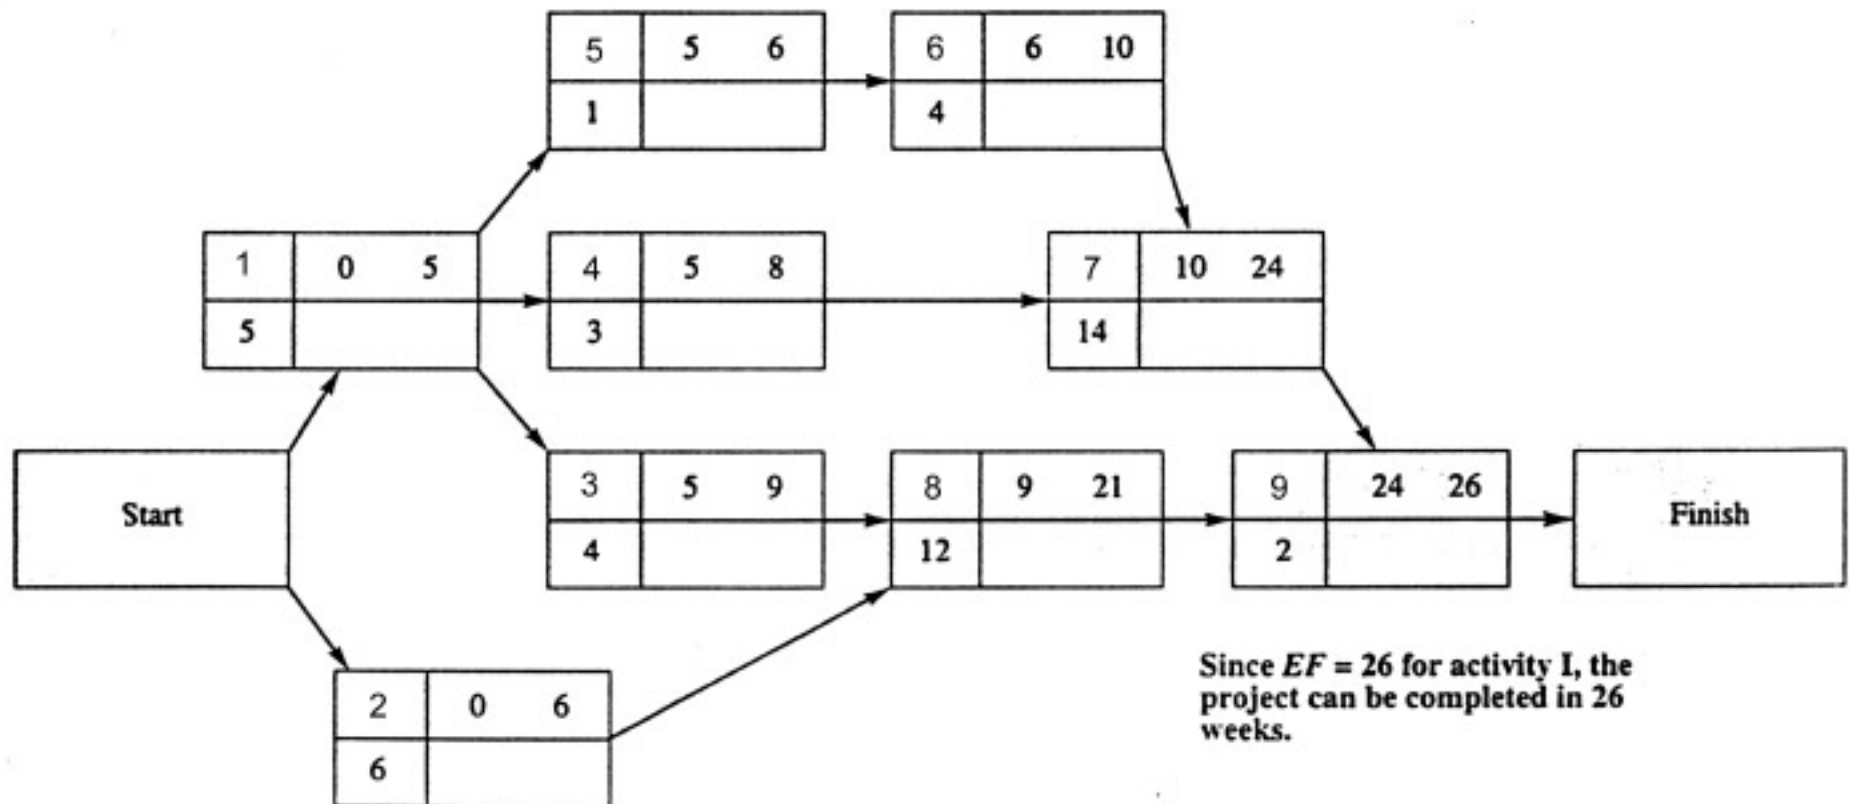 5 5 6
1
6 6 10
4
1 0 5
5
4 5 8
3
7 10 24
14
Start
3 5 9
4
8 9 21
12
9 24 26
2
Finish
2 0 6
6
Since EF = 26 for activity I, the
project can be completed in 26
weeks.